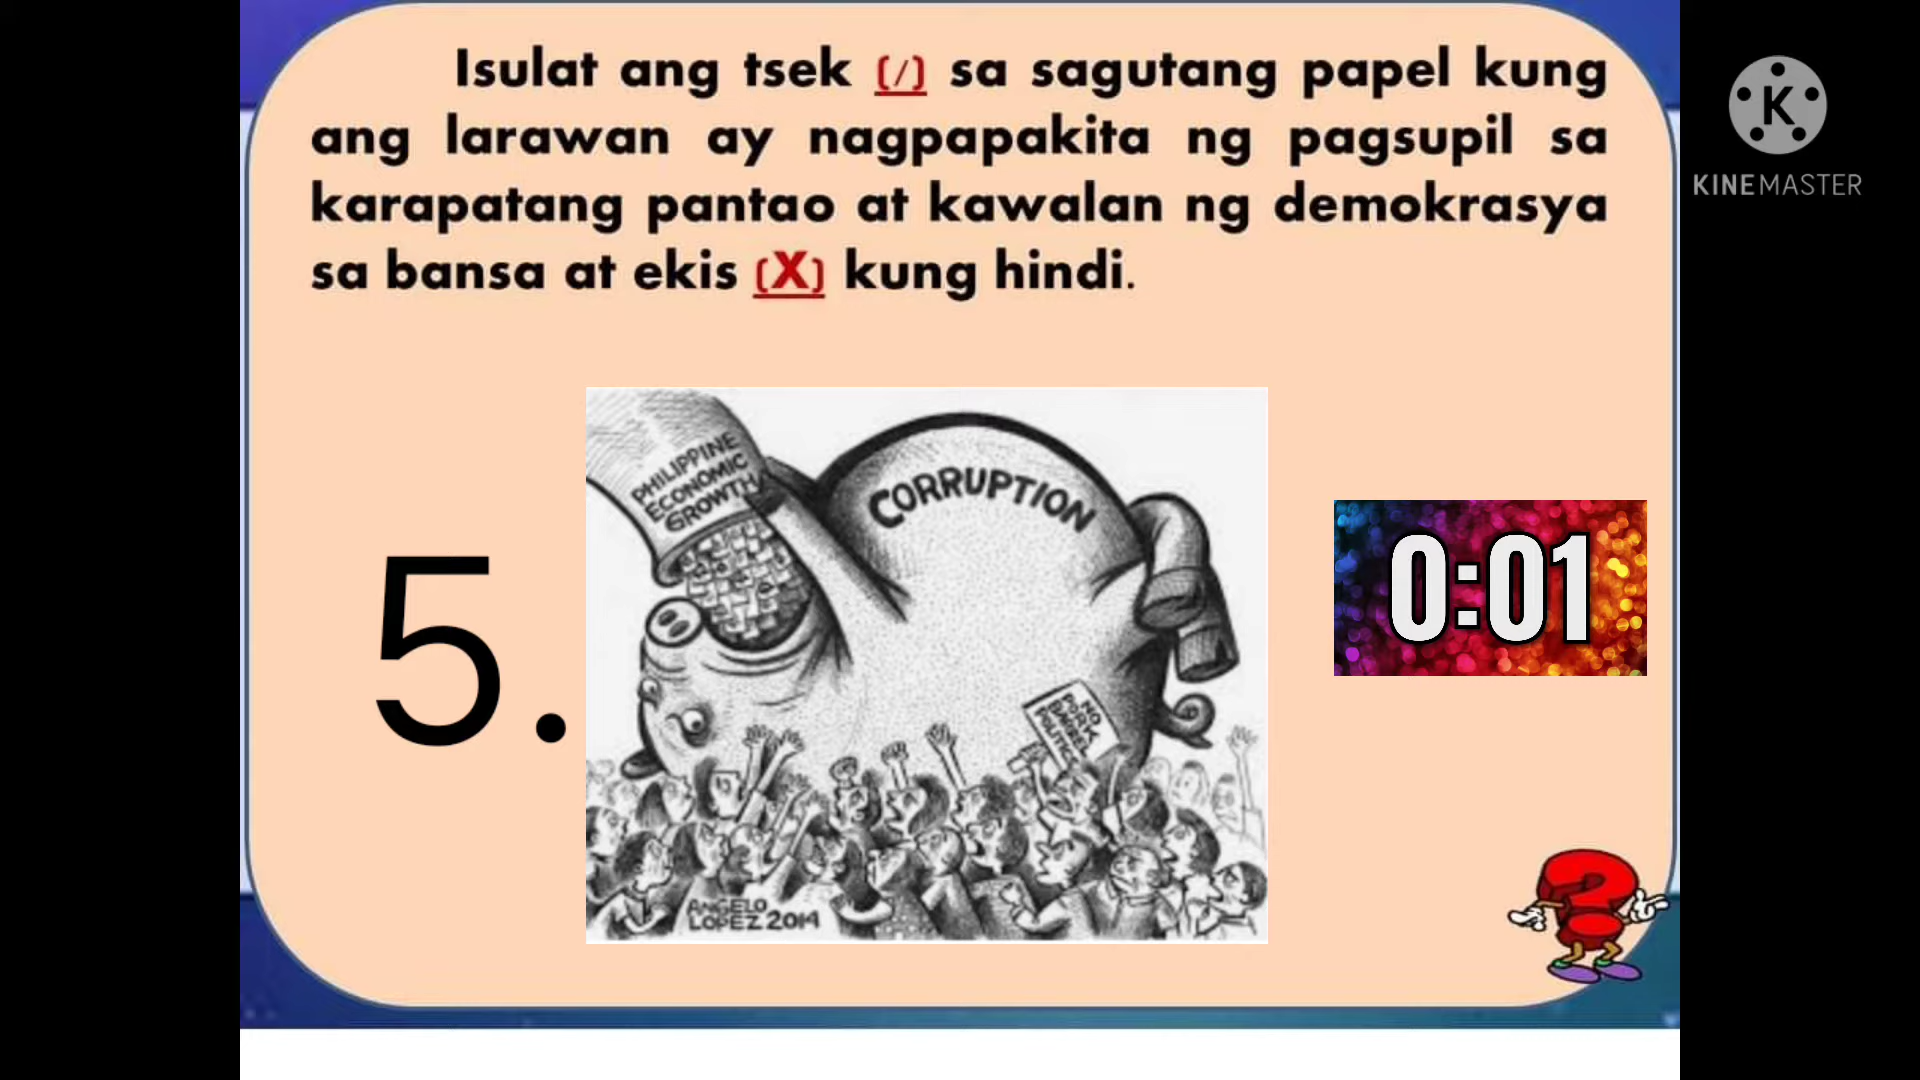 Isulat ang tsek (/) sa sagutang papel kung
ang larawan ay nagpapakita ng pagsupil sa
karapatang pantao at kawalan ng demokrasya
sa bansa at ekis (X) kung hindi.
K
KINEMASTER
5.
PHILIPPINE
ECONOMIC
GROWTH
CORRUPTION
0:01
NO
PORK
BARREL
POLITICS
ANGELO
LOPEZ 2014